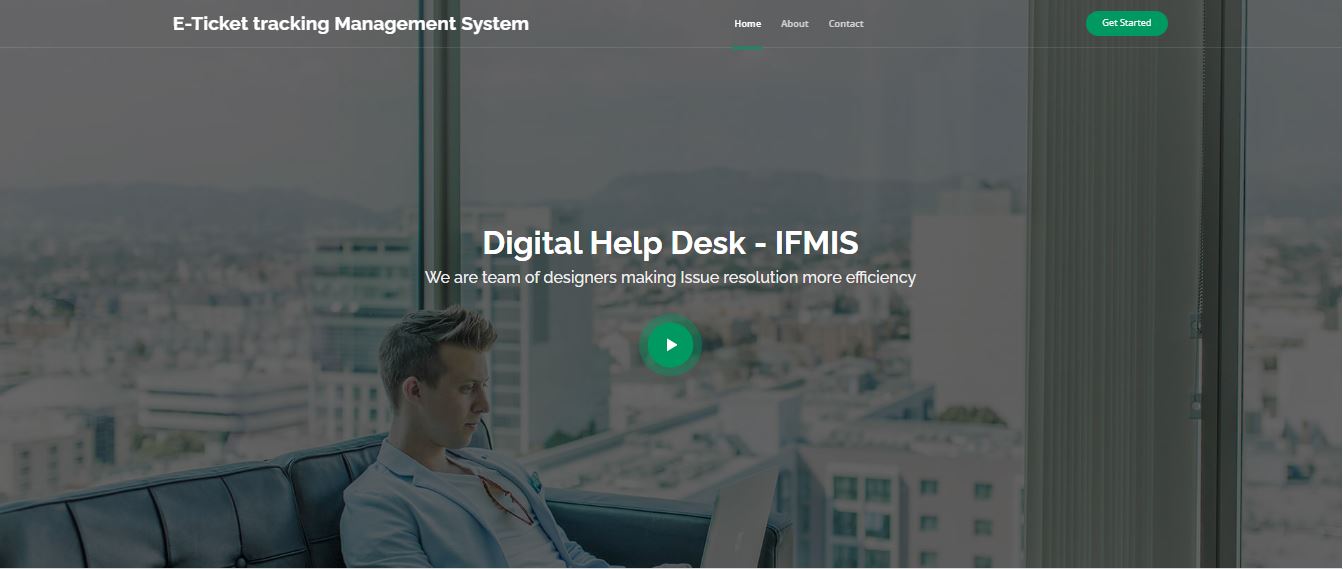 E-Ticket tracking Management System
Home About Contact
Get Started
Digital Help Desk - IFMIS
We are team of designers making Issue resolution more efficiency